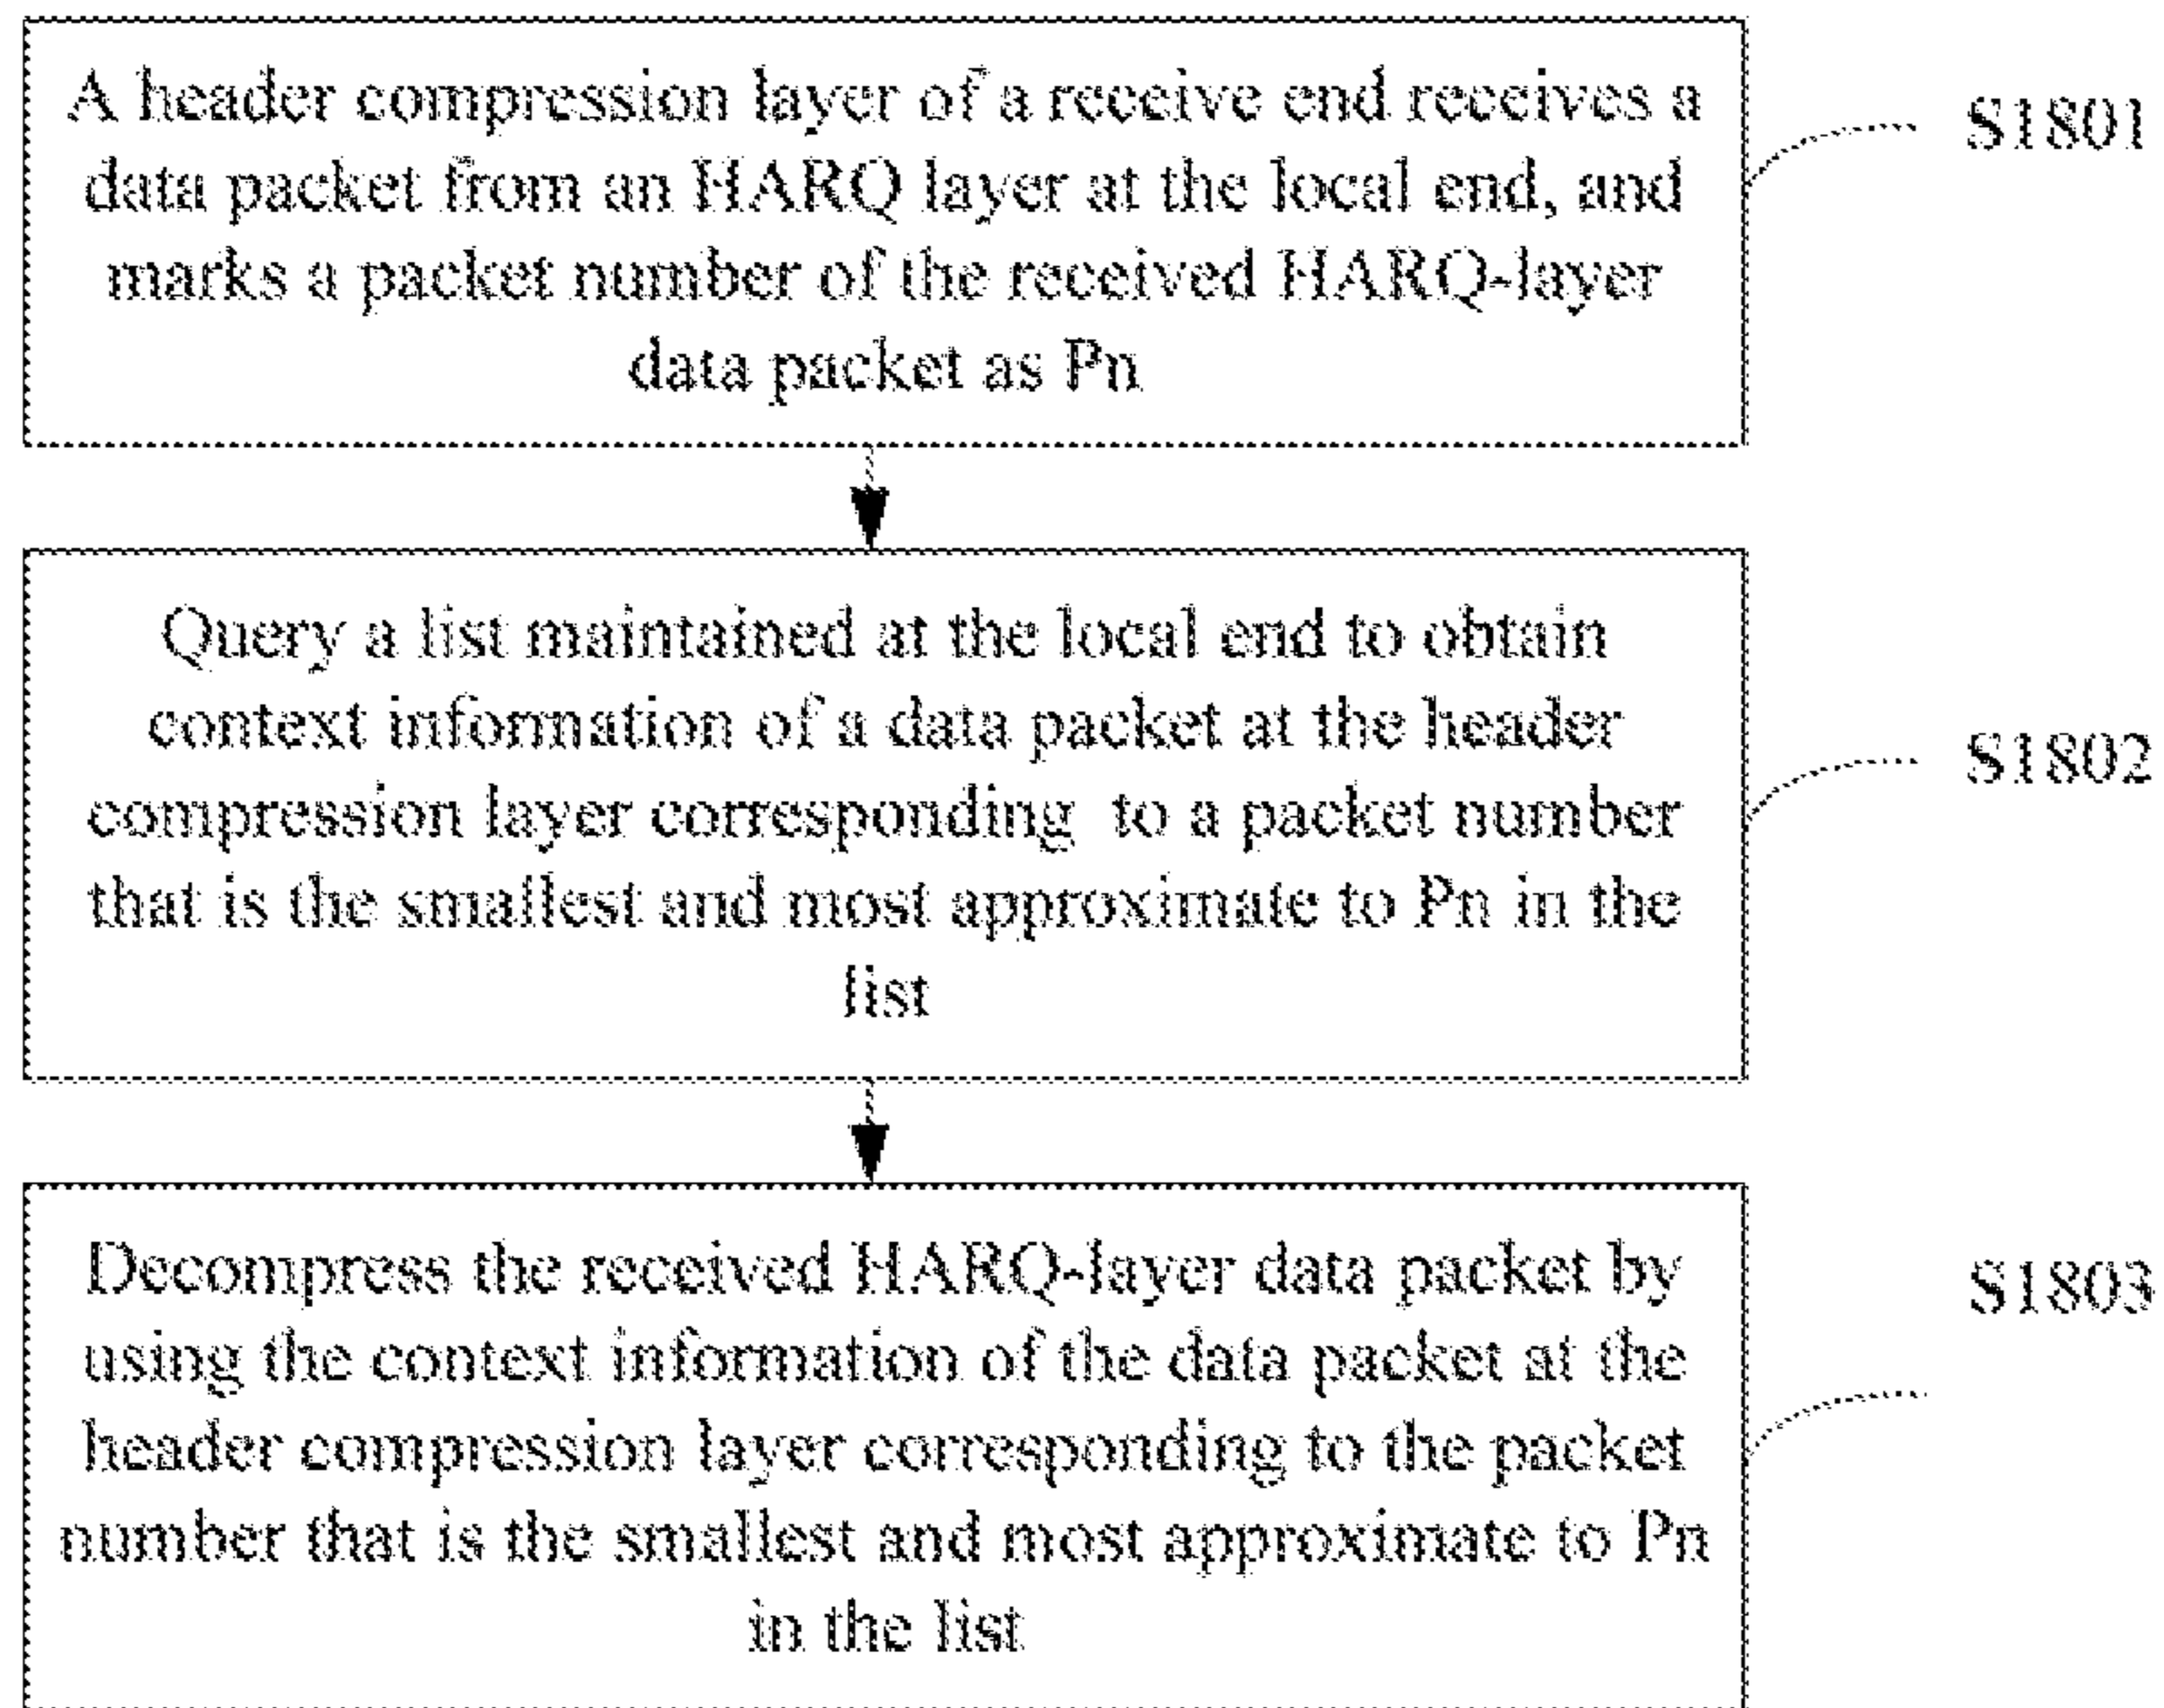 A header compression layer of a receive end receives a
data packet from an HARQ layer at the local end, and
marks a packet number of the received HARQ-layer
data packet as Pn
S1801
Query a list maintained at the local end to obtain
context information of a data packet at the header
compression layer corresponding to a packet number
that is the smallest and most approximate to Pn in the
list
S1802
Decompress the received HARQ-layer data packet by
using the context information of the data packet at the
header compression layer corresponding to the packet
number that is the smallest and most approximate to Pn
in the list
S1803